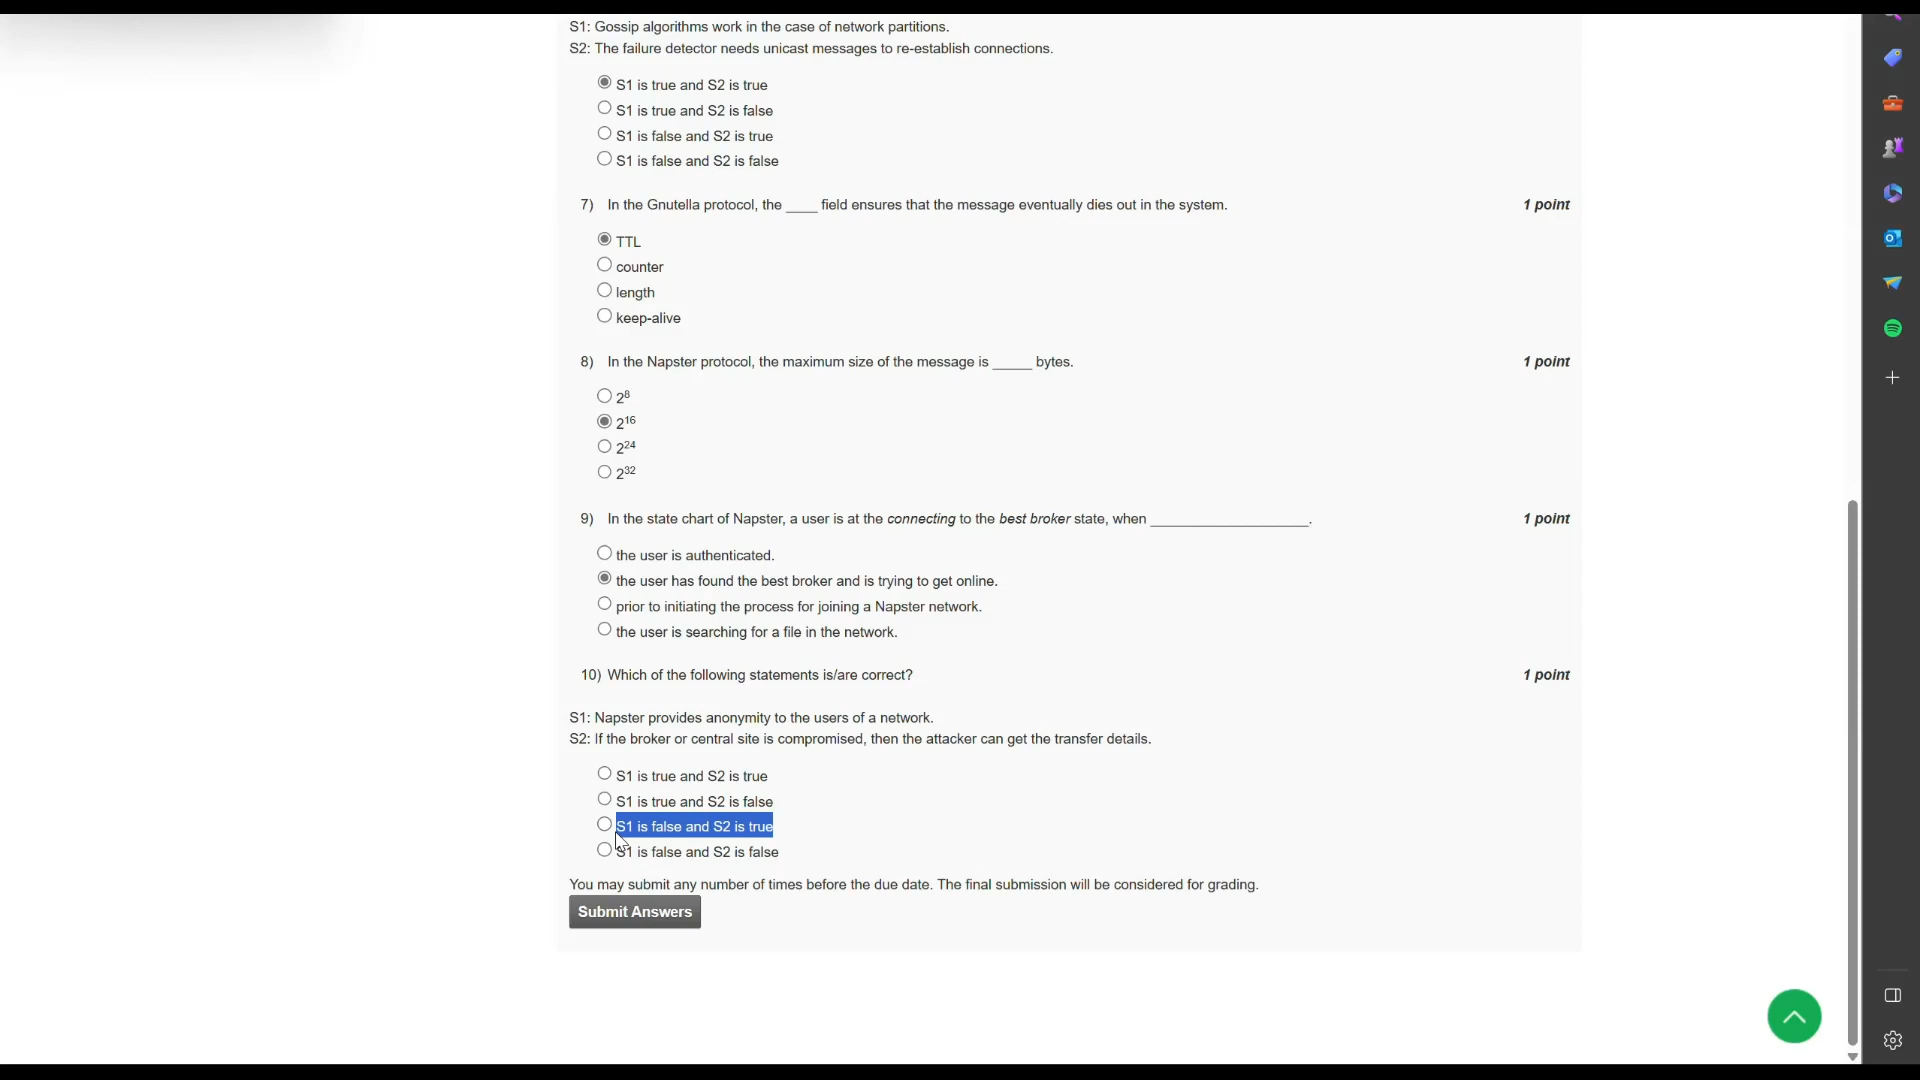 S1: Gossip algorithms work in the case of network partitions.
S2: The failure detector needs unicast messages to re-establish connections.
S1 is true and S2 is true
S1 is true and S2 is false
S1 is false and S2 is true
S1 is false and S2 is false
7) In the Gnutella protocol, the ____ field ensures that the message eventually dies out in the system. 1 point
TTL
counter
length
keep-alive
8) In the Napster protocol, the maximum size of the message is _____ bytes. 1 point
2⁸
2¹⁶
2²⁴
2³²
9) In the state chart of Napster, a user is at the connecting to the best broker state, when ____________________. 1 point
the user is authenticated.
the user has found the best broker and is trying to get online.
prior to initiating the process for joining a Napster network.
the user is searching for a file in the network.
10) Which of the following statements is/are correct? 1 point
S1: Napster provides anonymity to the users of a network.
S2: If the broker or central site is compromised, then the attacker can get the transfer details.
S1 is true and S2 is true
S1 is true and S2 is false
S1 is false and S2 is true
S1 is false and S2 is false
You may submit any number of times before the due date. The final submission will be considered for grading.
Submit Answers